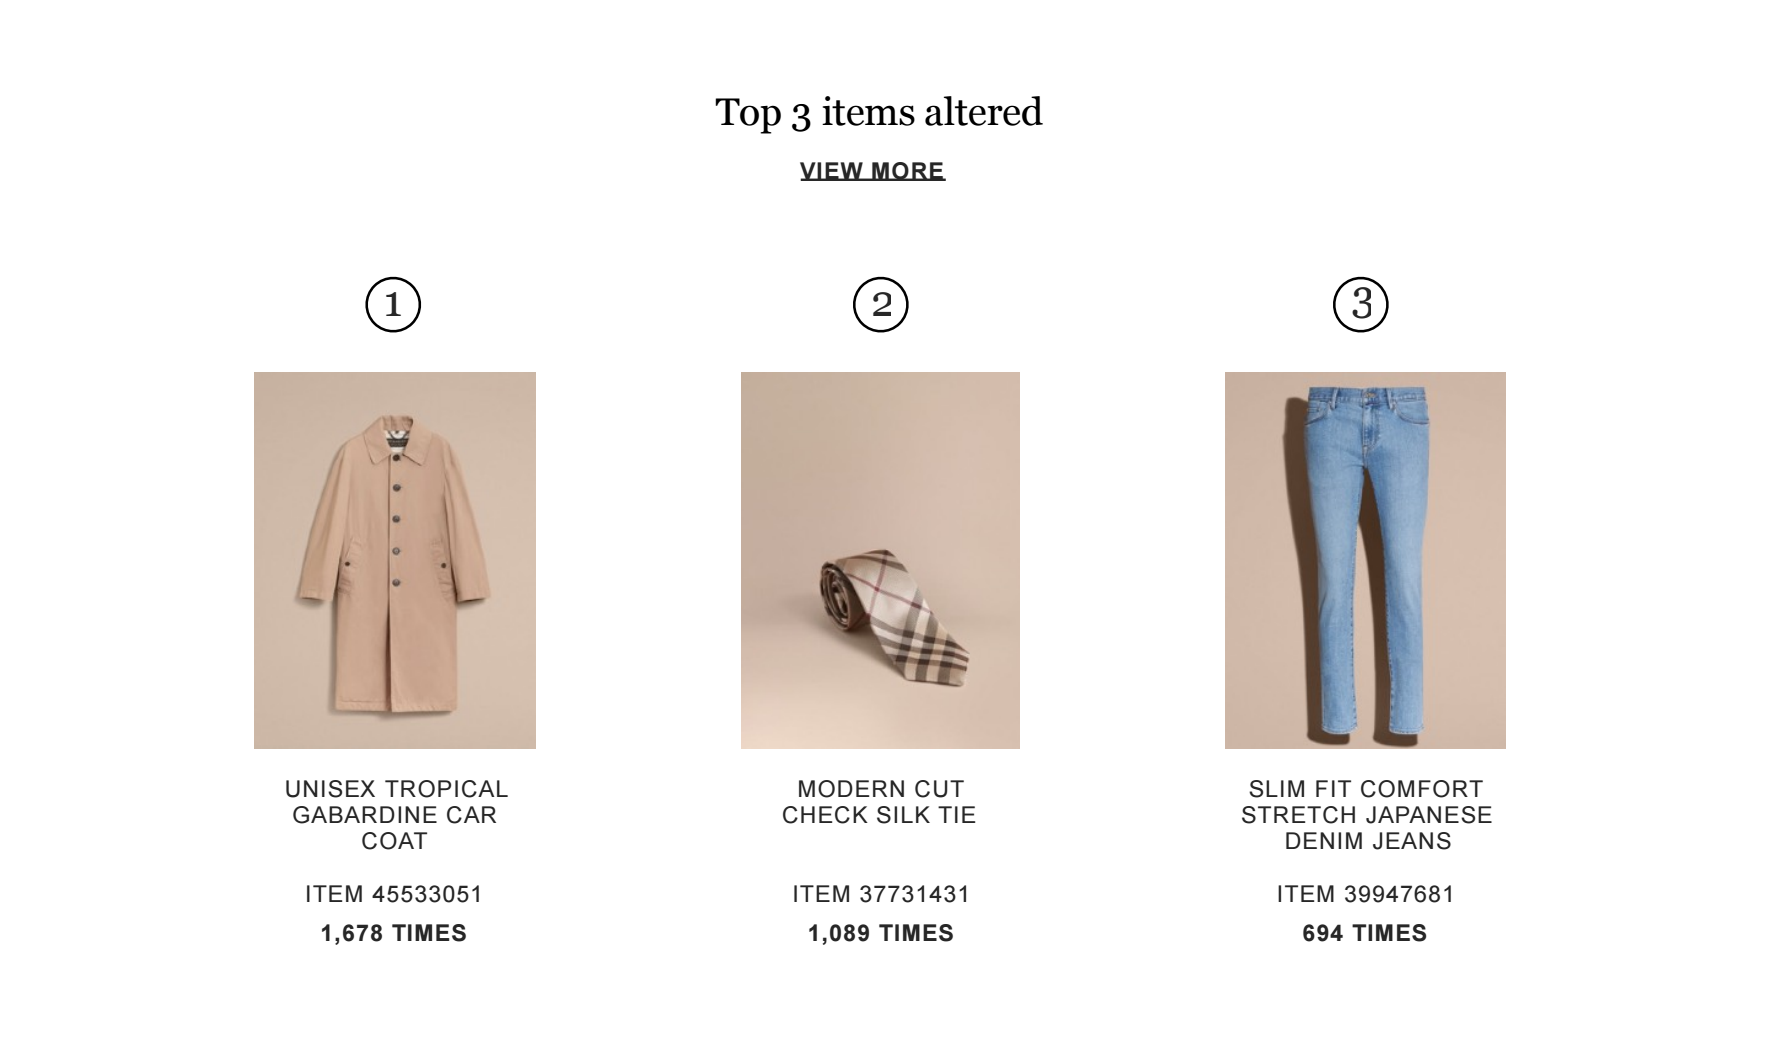 Top 3 items altered
VIEW MORE
1
2
3
UNISEX TROPICAL
GABARDINE CAR
COAT
ITEM 45533051
1,678 TIMES
MODERN CUT
CHECK SILK TIE
ITEM 37731431
1,089 TIMES
SLIM FIT COMFORT
STRETCH JAPANESE
DENIM JEANS
ITEM 39947681
694 TIMES